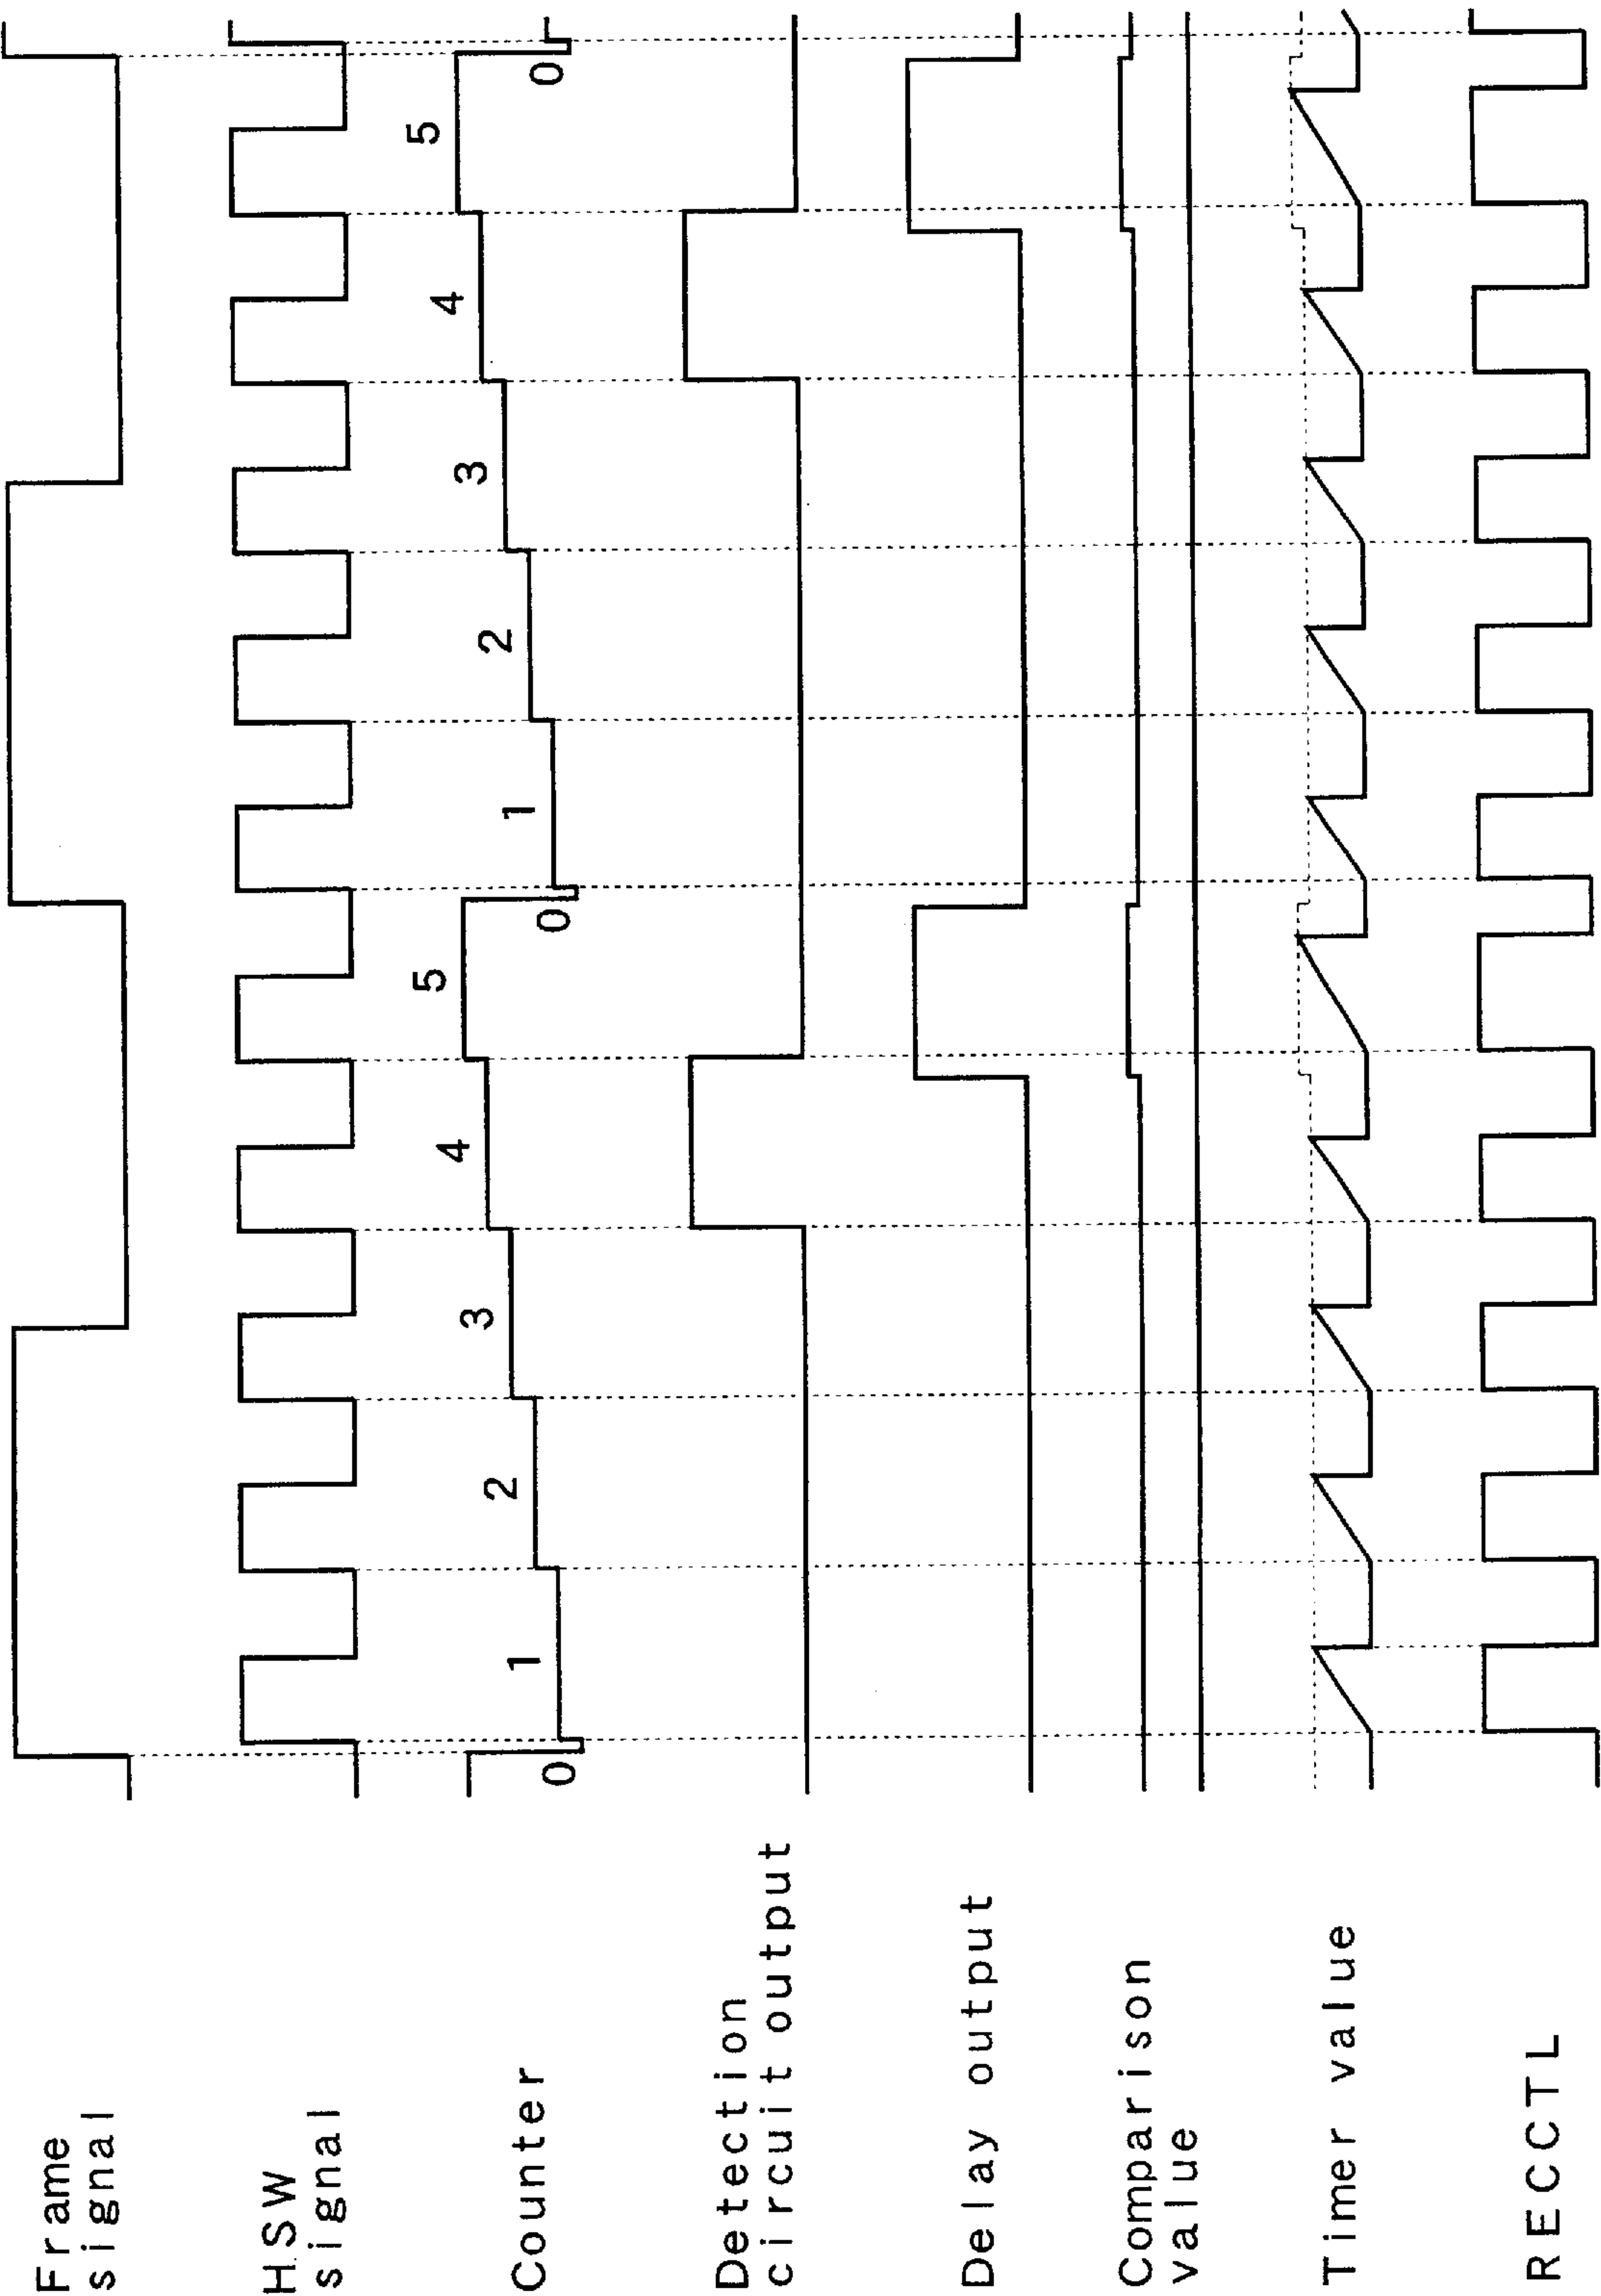 Frame
signal
HSW
signal
Counter
0
1
2
3
4
5
0
1
2
3
4
5
0
Detection
circuit output
Delay output
Comparison
value
Timer value
RECCTL